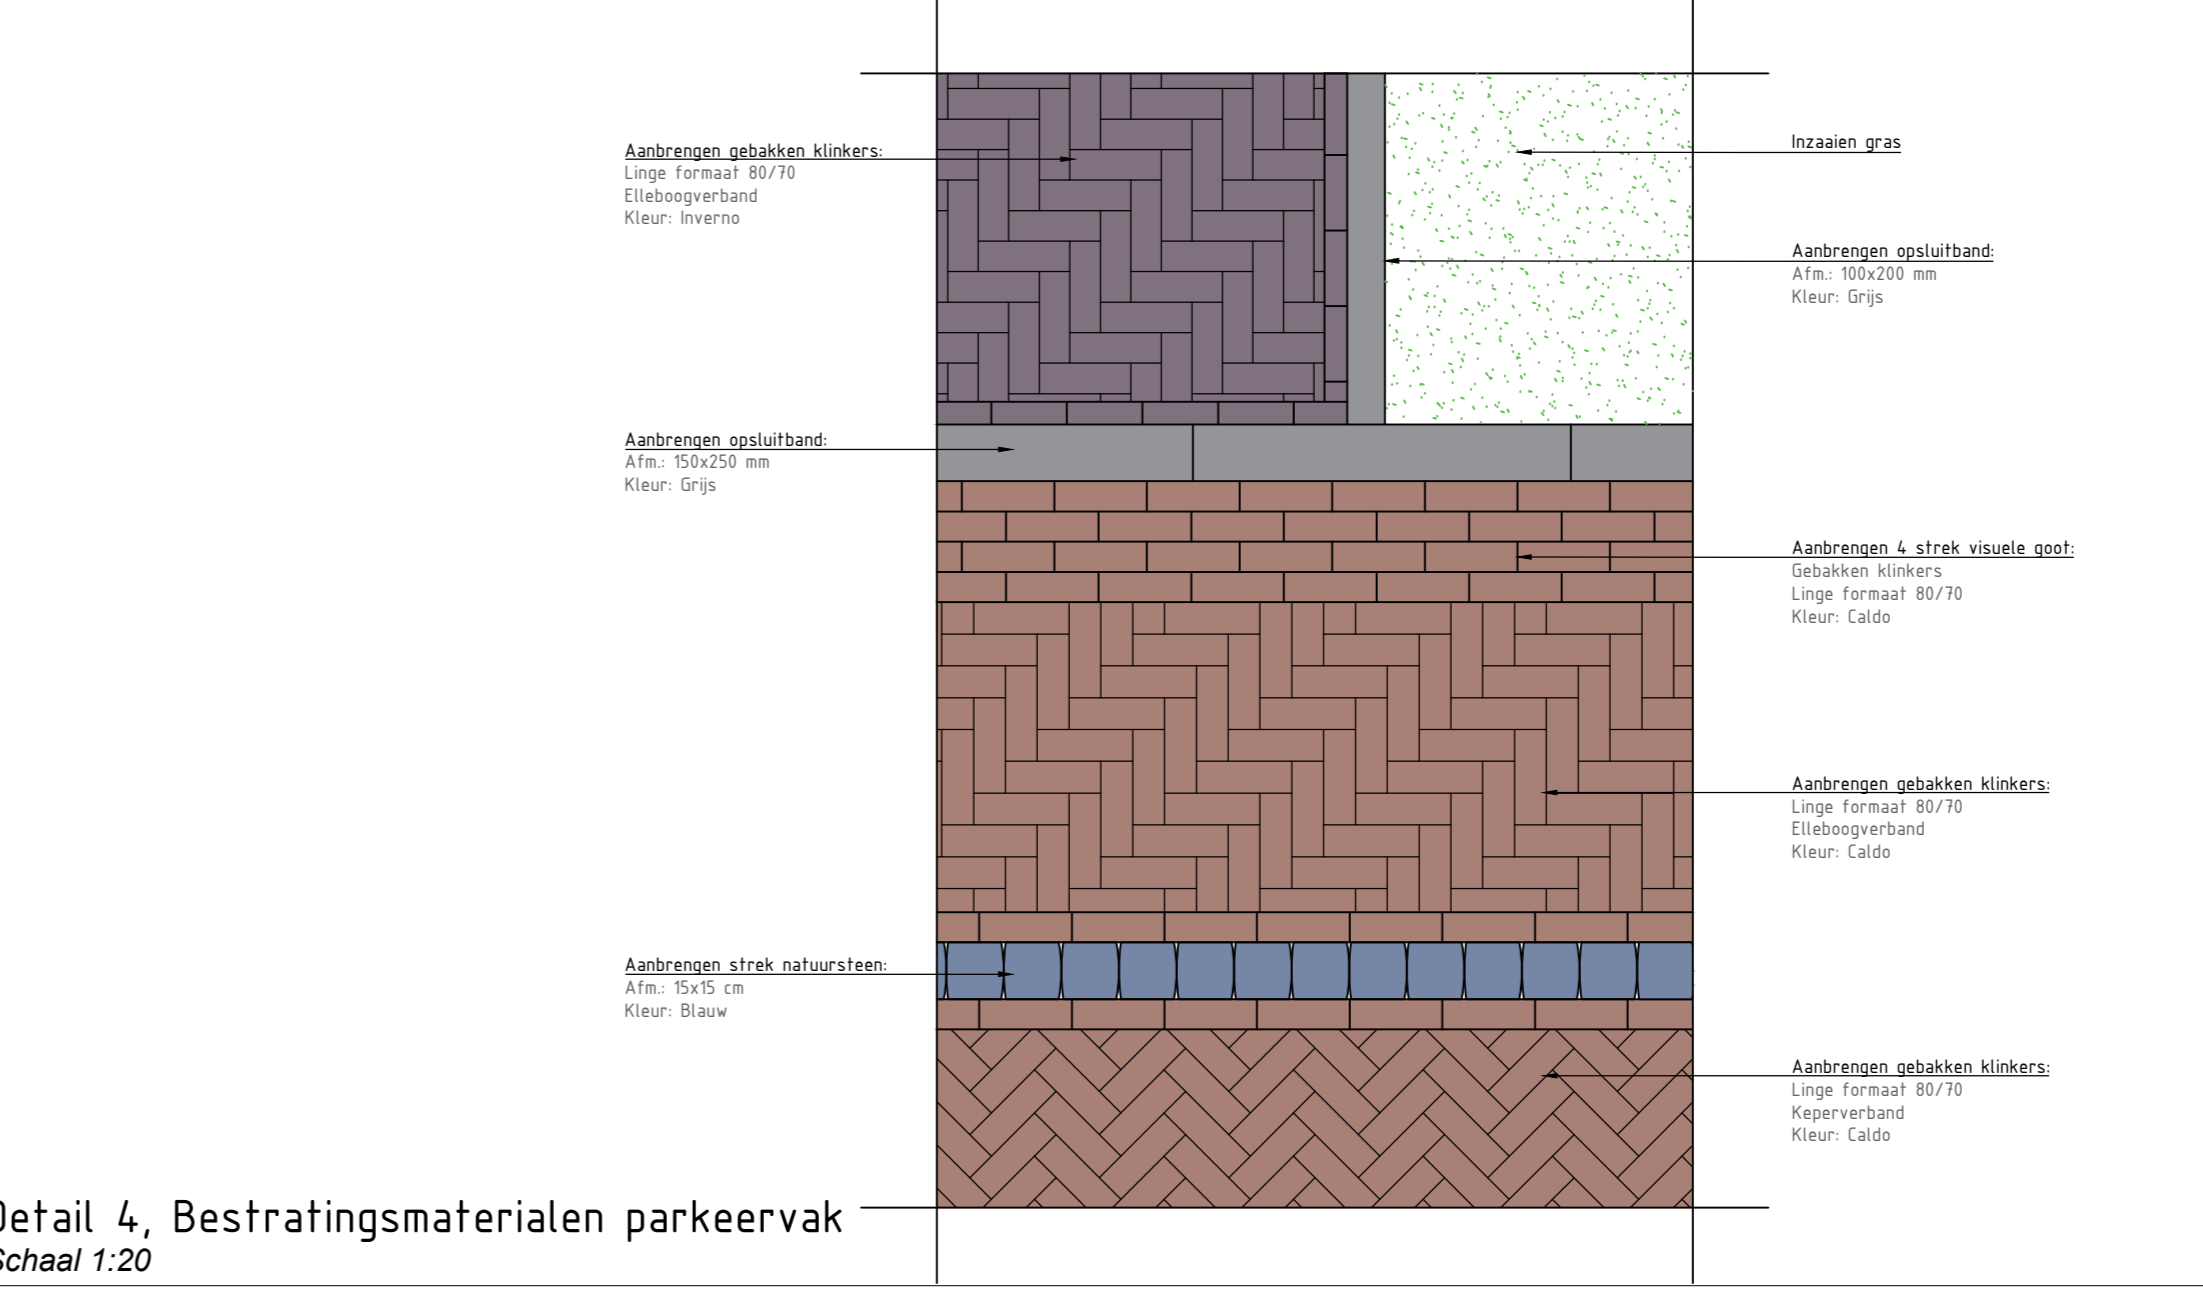 Aanbrengen gebakken klinkers:
Linge formaat 80/70
Elleboogverband
Kleur: Inverno
Inzaaien gras
Aanbrengen opsluitband:
Afm.: 100x200 mm
Kleur: Grijs
Aanbrengen opsluitband:
Afm.: 150x250 mm
Kleur: Grijs
Aanbrengen 4 strek visuele goot:
Gebakken klinkers
Linge formaat 80/70
Kleur: Caldo
Aanbrengen gebakken klinkers:
Linge formaat 80/70
Elleboogverband
Kleur: Caldo
Aanbrengen strek natuursteen:
Afm.: 15x15 cm
Kleur: Blauw
Aanbrengen gebakken klinkers:
Linge formaat 80/70
Keperverband
Kleur: Caldo
Detail 4, Bestratingsmaterialen parkeervak
Schaal 1:20